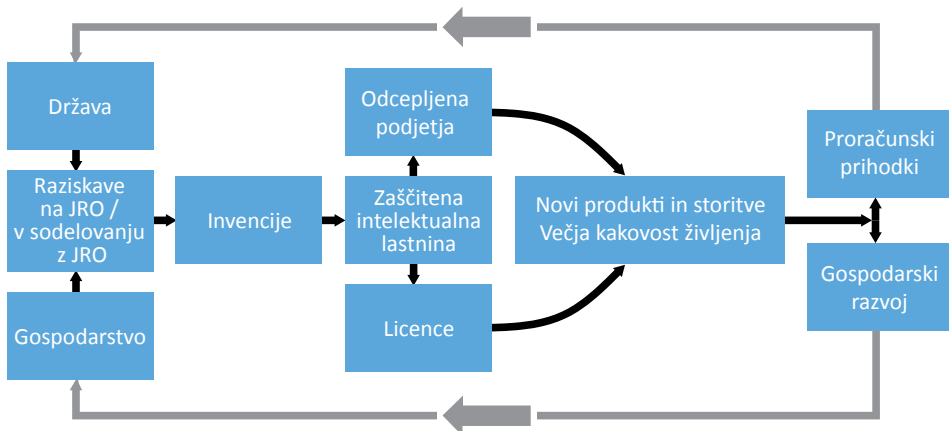 Država
Raziskave
na JRO /
v sodelovanju
z JRO
Gospodarstvo
Invencije
Odcepljena
podjetja
Zaščitena
intelektualna
lastnina
Licence
Novi produkti in storitve
Večja kakovost življenja
Proračunski
prihodki
Gospodarski
razvoj